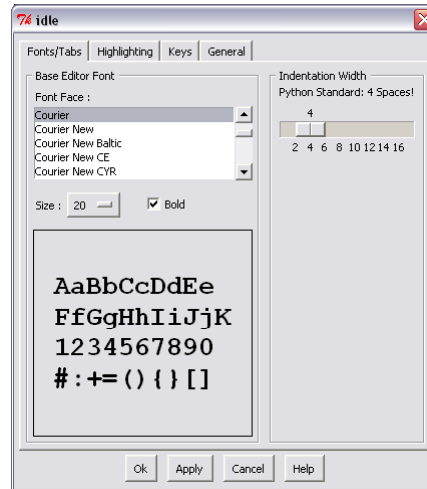 idle
Fonts/Tabs Highlighting Keys General
Base Editor Font
Font Face :
Courier
Courier New
Courier New Baltic
Courier New CE
Courier New CYR
Size : 20 Bold
AaBbCcDdEe
FfGgHhIiJjK
1234567890
#:+=(){}[]
Indentation Width
Python Standard: 4 Spaces!
4
2 4 6 8 10 12 14 16
Ok Apply Cancel Help